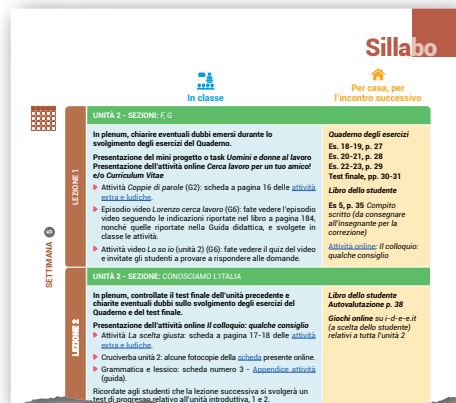 Sillabo
In classe
Per casa, per
l'incontro successivo
SETTIMANA 5
LEZIONE 1
UNITÀ 2 - SEZIONI: F, G
In plenum, chiarire eventuali dubbi emersi durante lo
svolgimento degli esercizi del Quaderno.
Presentazione del mini progetto o task Uomini e donne al lavoro
Presentazione dell'attività online Cerca lavoro per un tuo amico!
e/o Curriculum Vitae
Attività Coppie di parole (G2): scheda a pagina 16 delle attività
extra e ludiche.
Episodio video Lorenzo cerca lavoro (G6): fate vedere l'episodio
video seguendo le indicazioni riportate nel libro a pagina 184,
nonché quelle riportate nella Guida didattica, e svolgete in
classe le attività.
Attività video Lo so io (unità 2) (G6): fate vedere il quiz del video
e invitate gli studenti a provare a rispondere alle domande.
Quaderno degli esercizi
Es. 18-19, p. 27
Es. 20-21, p. 28
Es. 22-23, p. 29
Test finale, pp. 30-31
Libro dello studente
Es 5, p. 35 Compito
scritto (da consegnare
all'insegnante per la
correzione)
Attività online: Il colloquio:
qualche consiglio
LEZIONE 2
UNITÀ 2 - SEZIONE: CONOSCIAMO L'ITALIA
In plenum, controllate il test finale dell'unità precedente e
chiarite eventuali dubbi sullo svolgimento degli esercizi del
Quaderno e del test finale.
Presentazione dell'attività online Il colloquio: qualche consiglio
Attività La scelta giusta: scheda a pagina 17-18 delle attività
extra e ludiche.
Cruciverba unità 2: alcune fotocopie della scheda presente online.
Grammatica e lessico: scheda numero 3 - Appendice attività
(guida).
Ricordate agli studenti che la lezione successiva si svolgerà un
test di progresso relativo all'unità introduttiva, 1 e 2.
Libro dello studente
Autovalutazione p. 38
Giochi online su i-d-e-e.it
(a scelta dello studente)
relativi a tutta l'unità 2